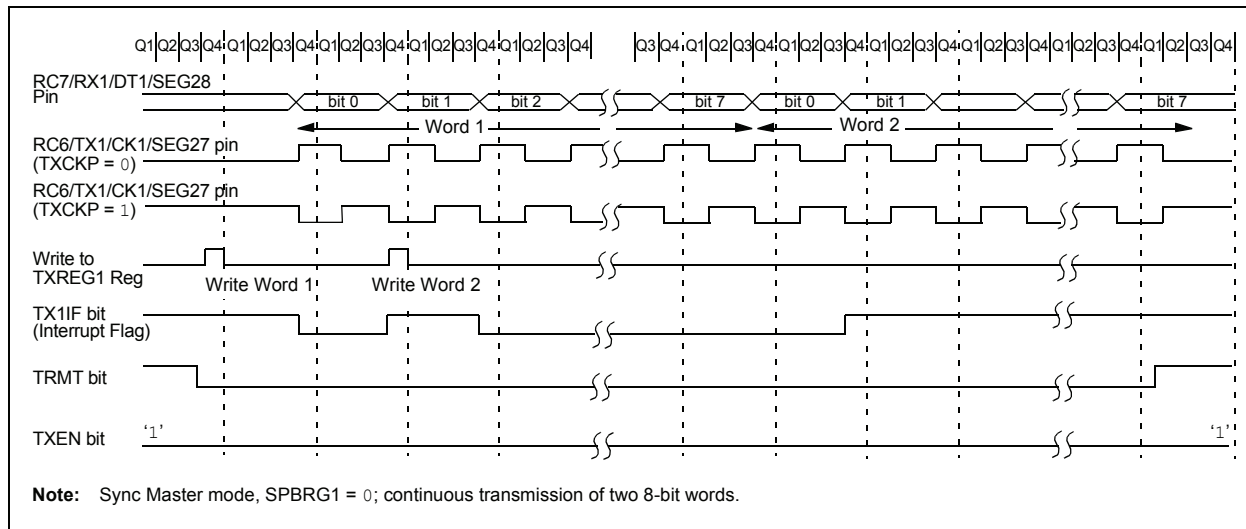 Q1 Q2 Q3 Q4 Q1 Q2 Q3 Q4 Q1 Q2 Q3 Q4 Q1 Q2 Q3 Q4 Q1 Q2 Q3 Q4 Q3 Q4 Q1 Q2 Q3 Q4 Q1 Q2 Q3 Q4 Q1 Q2 Q3 Q4 Q1 Q2 Q3 Q4 Q1 Q2 Q3 Q4 Q1 Q2 Q3 Q4
RC7/RX1/DT1/SEG28
Pin
bit 0 bit 1 bit 2 bit 7 bit 0 bit 1 bit 7
Word 1 Word 2
RC6/TX1/CK1/SEG27 pin
(TXCKP = 0)
RC6/TX1/CK1/SEG27 pin
(TXCKP = 1)
Write to
TXREG1 Reg
Write Word 1 Write Word 2
TX1IF bit
(Interrupt Flag)
TRMT bit
TXEN bit
‘1’ ‘1’
Note: Sync Master mode, SPBRG1 = 0; continuous transmission of two 8-bit words.